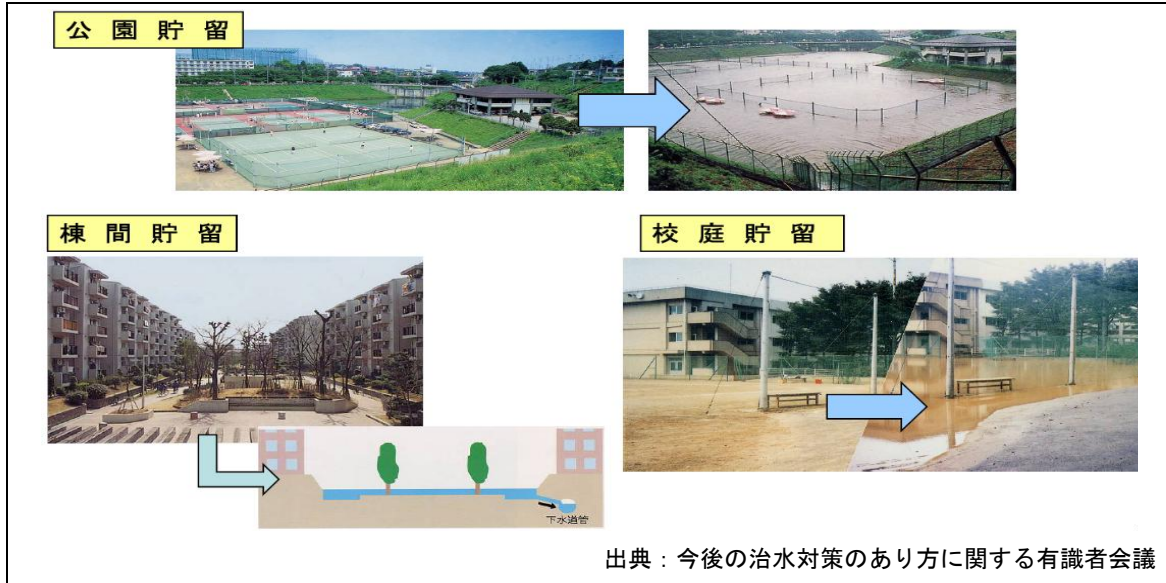 公園貯留
棟間貯留
校庭貯留
下水道管
出典：今後の治水対策のあり方に関する有識者会議